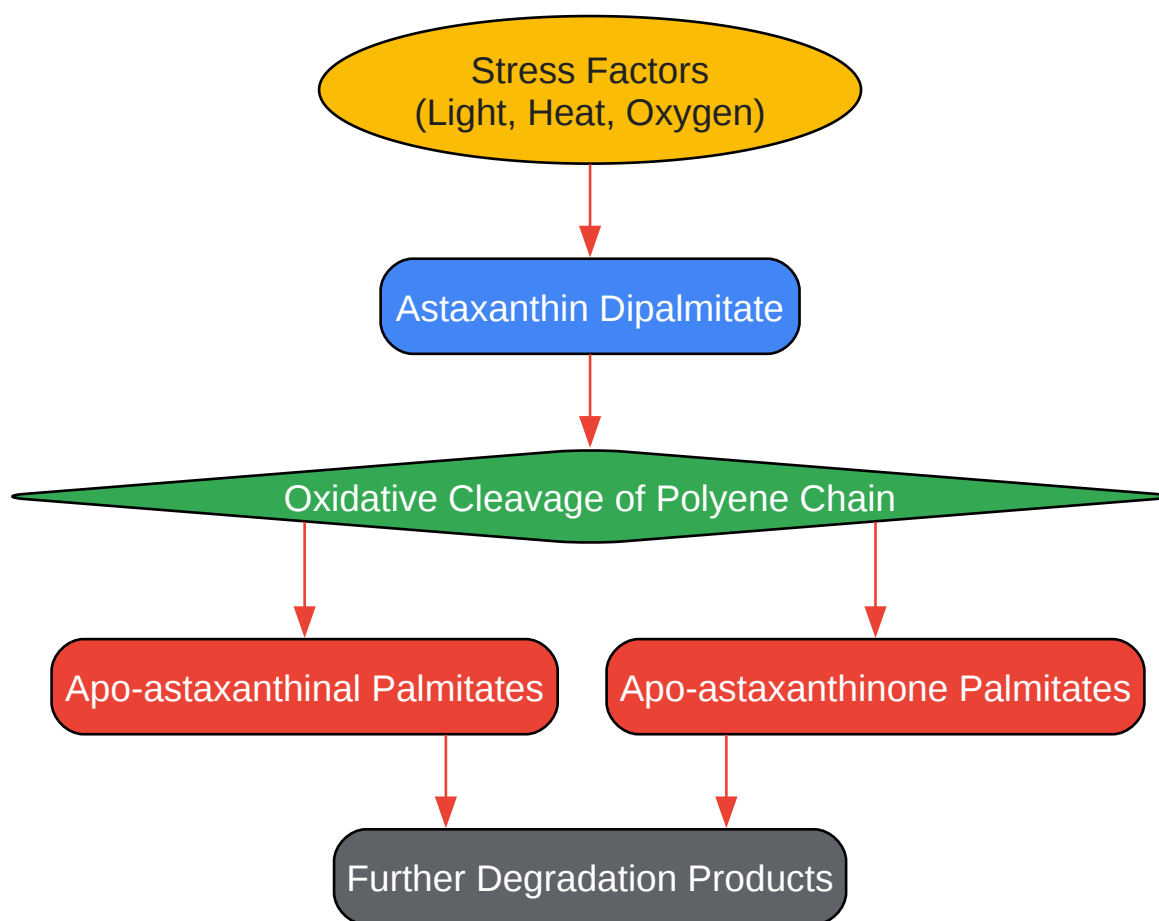 Stress Factors
(Light, Heat, Oxygen)
Astaxanthin Dipalmitate
Oxidative Cleavage of Polyene Chain
Apo-astaxanthinal Palmitates
Apo-astaxanthinone Palmitates
Further Degradation Products